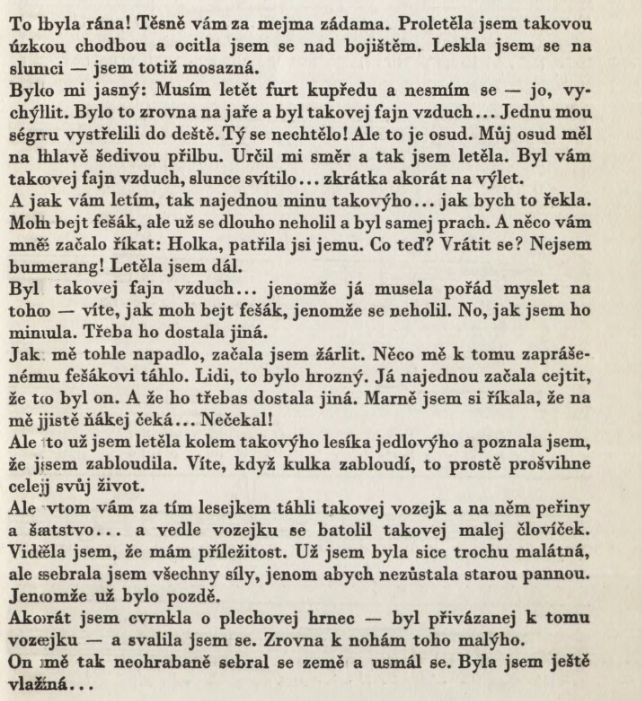 To byla rána! Těsně vám za mejma zádama. Proletěla jsem takovou
úzkou chodbou a ocitla jsem se nad bojištěm. Leskla jsem se na
slunci — jsem totiž mosazná.
Bylo mi jasný: Musím letět furt kupředu a nesmím se — jo, vy-
chýlit. Bylo to zrovna na jaře a byl takovej fajn vzduch... Jednu mou
ségru vystřelili do deště. Tý se nechtělo! Ale to je osud. Můj osud měl
na hlavě šedivou přilbu. Určil mi směr a tak jsem letěla. Byl vám
takovej fajn vzduch, slunce svítilo... zkrátka akorát na výlet.
A jak vám letím, tak najednou minu takovýho... jak bych to řekla.
Moh bejt fešák, ale už se dlouho neholil a byl samej prach. A něco vám
mně začalo říkat: Holka, patřila jsi jemu. Co teď? Vrátit se? Nejsem
bumerang! Letěla jsem dál.
Byl takovej fajn vzduch... jenomže já musela pořád myslet na
toho — víte, jak moh bejt fešák, jenomže se neholil. No, jak jsem ho
minula. Třeba ho dostala jiná.
Jak mě tohle napadlo, začala jsem žárlit. Něco mě k tomu zapráše-
nému fešákovi táhlo. Lidi, to bylo hrozný. Já najednou začala cejtit,
že to byl on. A že ho třebas dostala jiná. Marně jsem si říkala, že na
mě jistě ňákej čeká... Nečekal!
Ale to už jsem letěla kolem takovýho lesíka jedlovýho a poznala jsem,
že jsem zabloudila. Víte, když kulka zabloudí, to prostě prošvihne
celej svůj život.
Ale vtom vám za tím lesejkem táhli takovej vozejk a na něm peřiny
a šatstvo... a vedle vozejku se batolil takovej malej človíček.
Viděla jsem, že mám příležitost. Už jsem byla sice trochu malátná,
ale sebrala jsem všechny síly, jenom abych nezůstala starou pannou.
Jenomže už bylo pozdě.
Akorát jsem cvrnkla o plechovej hrnec — byl přivázanej k tomu
vozejku — a svalila jsem se. Zrovna k nohám toho malýho.
On mě tak neohrabaně sebral se země a usmál se. Byla jsem ještě
vlažná...